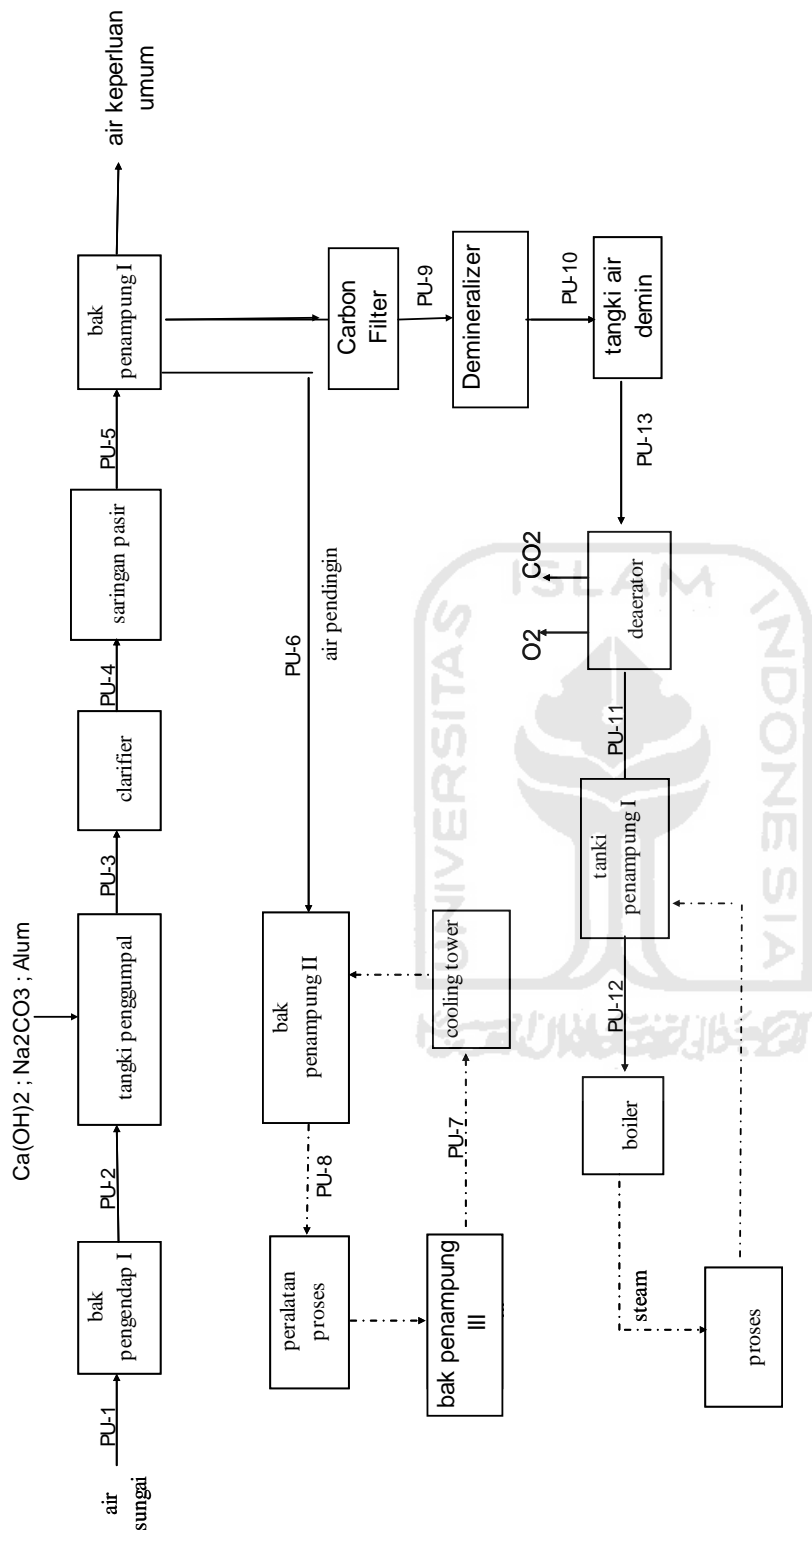 Ca(OH)2 ; Na2CO3 ; Alum
air
sungai
PU-1
bak
pengendap I
PU-2
tangki penggumpal
PU-3
clarifier
PU-4
saringan pasir
PU-5
bak
penampung I
air keperluan
umum
peralatan
proses
PU-8
bak
penampung II
PU-6
air pendingin
Carbon
Filter
PU-9
Demineralizer
PU-10
tangki air
demin
bak penampung
III
PU-7
cooling tower
PU-13
O2
CO2
deaerator
PU-11
tanki
penampung I
PU-12
boiler
steam
proses
UNIVERSITAS
ISLAM
INDONESIA